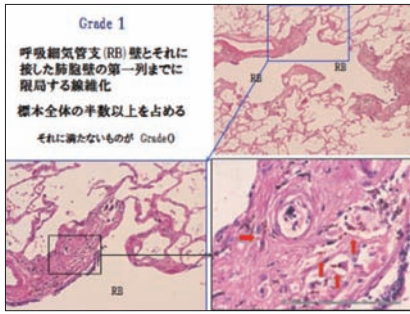 Grade 1
呼吸細気管支(RB)壁とそれに
接した肺胞壁の第一列までに
限局する線維化
標本全体の半数以上を占める
それに満たないものが Grade0
RB
RB
RB